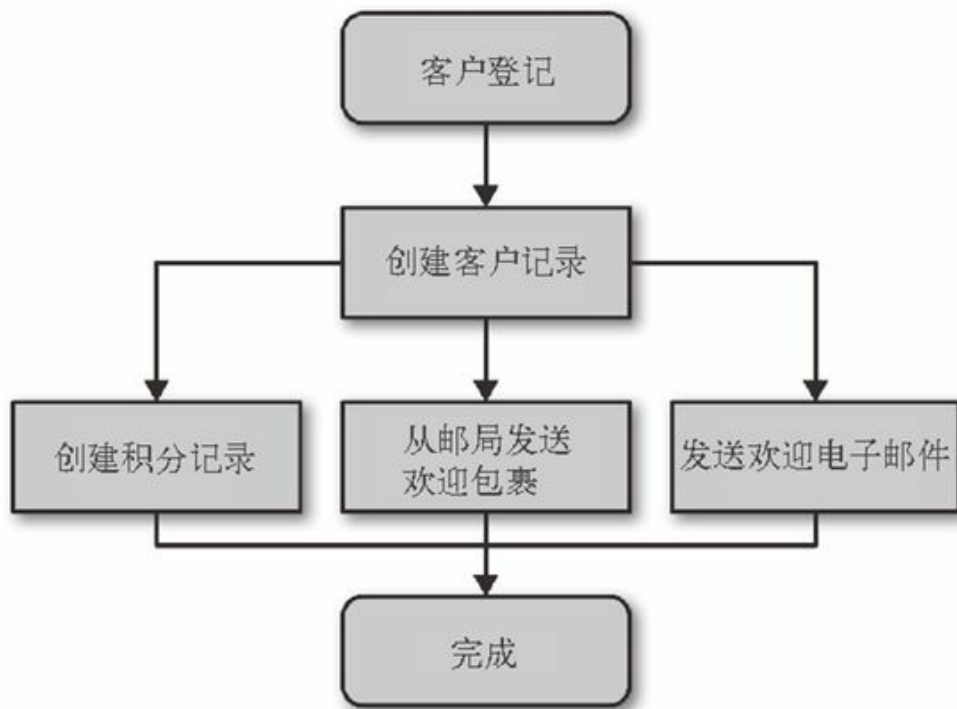 客户登记
创建客户记录
创建积分记录
从邮局发送
欢迎包裹
发送欢迎电子邮件
完成